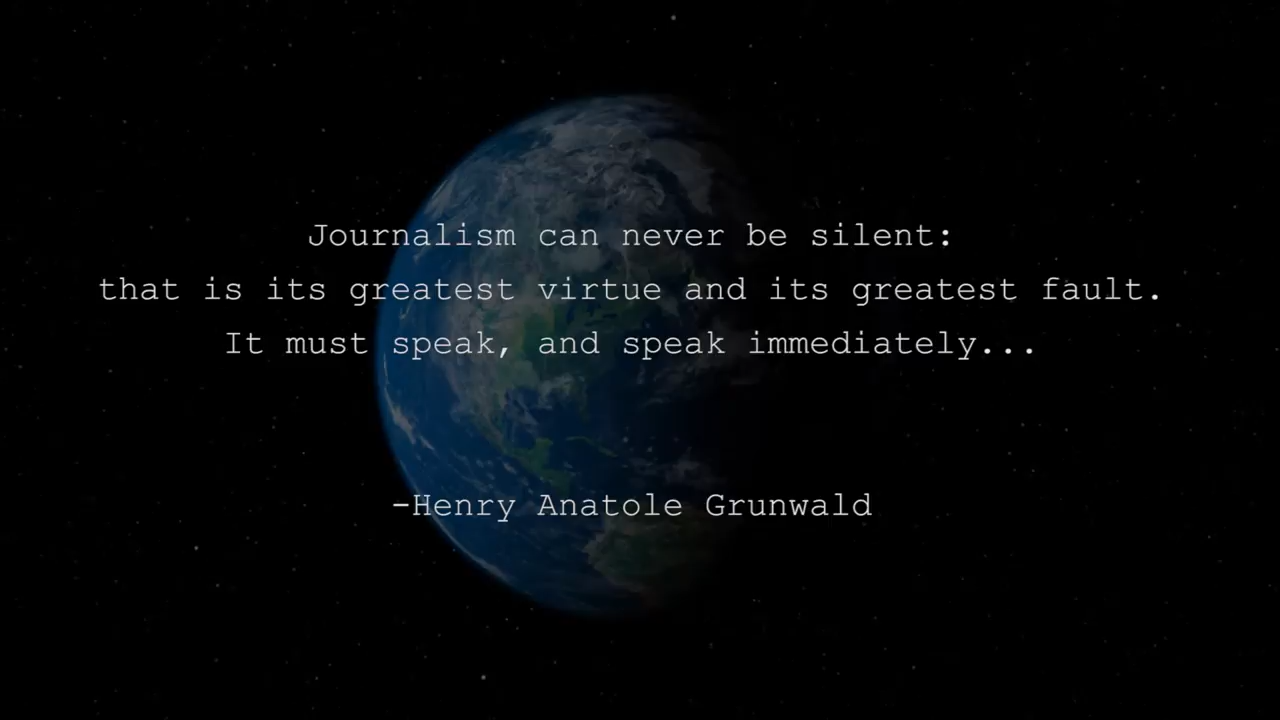 Journalism can never be silent:
that is its greatest virtue and its greatest fault.
It must speak, and speak immediately...
-Henry Anatole Grunwald